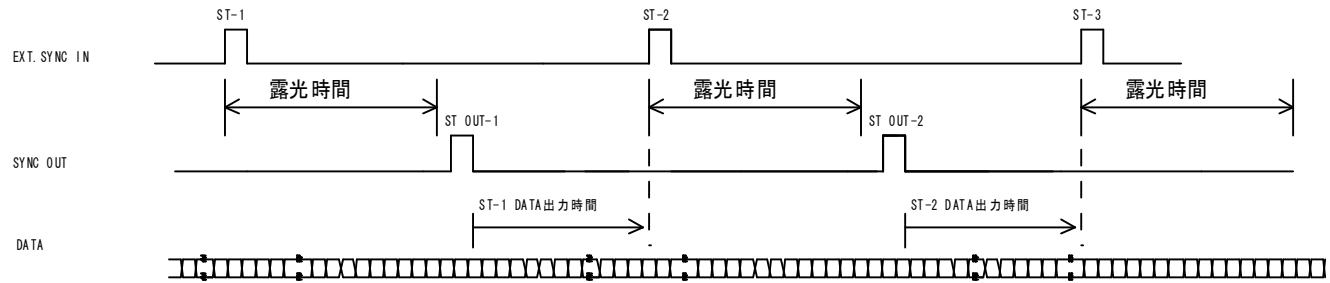 ST-1
ST-2
ST-3
EXT.SYNC IN
露光時間
露光時間
露光時間
ST OUT-1
ST OUT-2
SYNC OUT
ST-1 DATA出力時間
ST-2 DATA出力時間
DATA